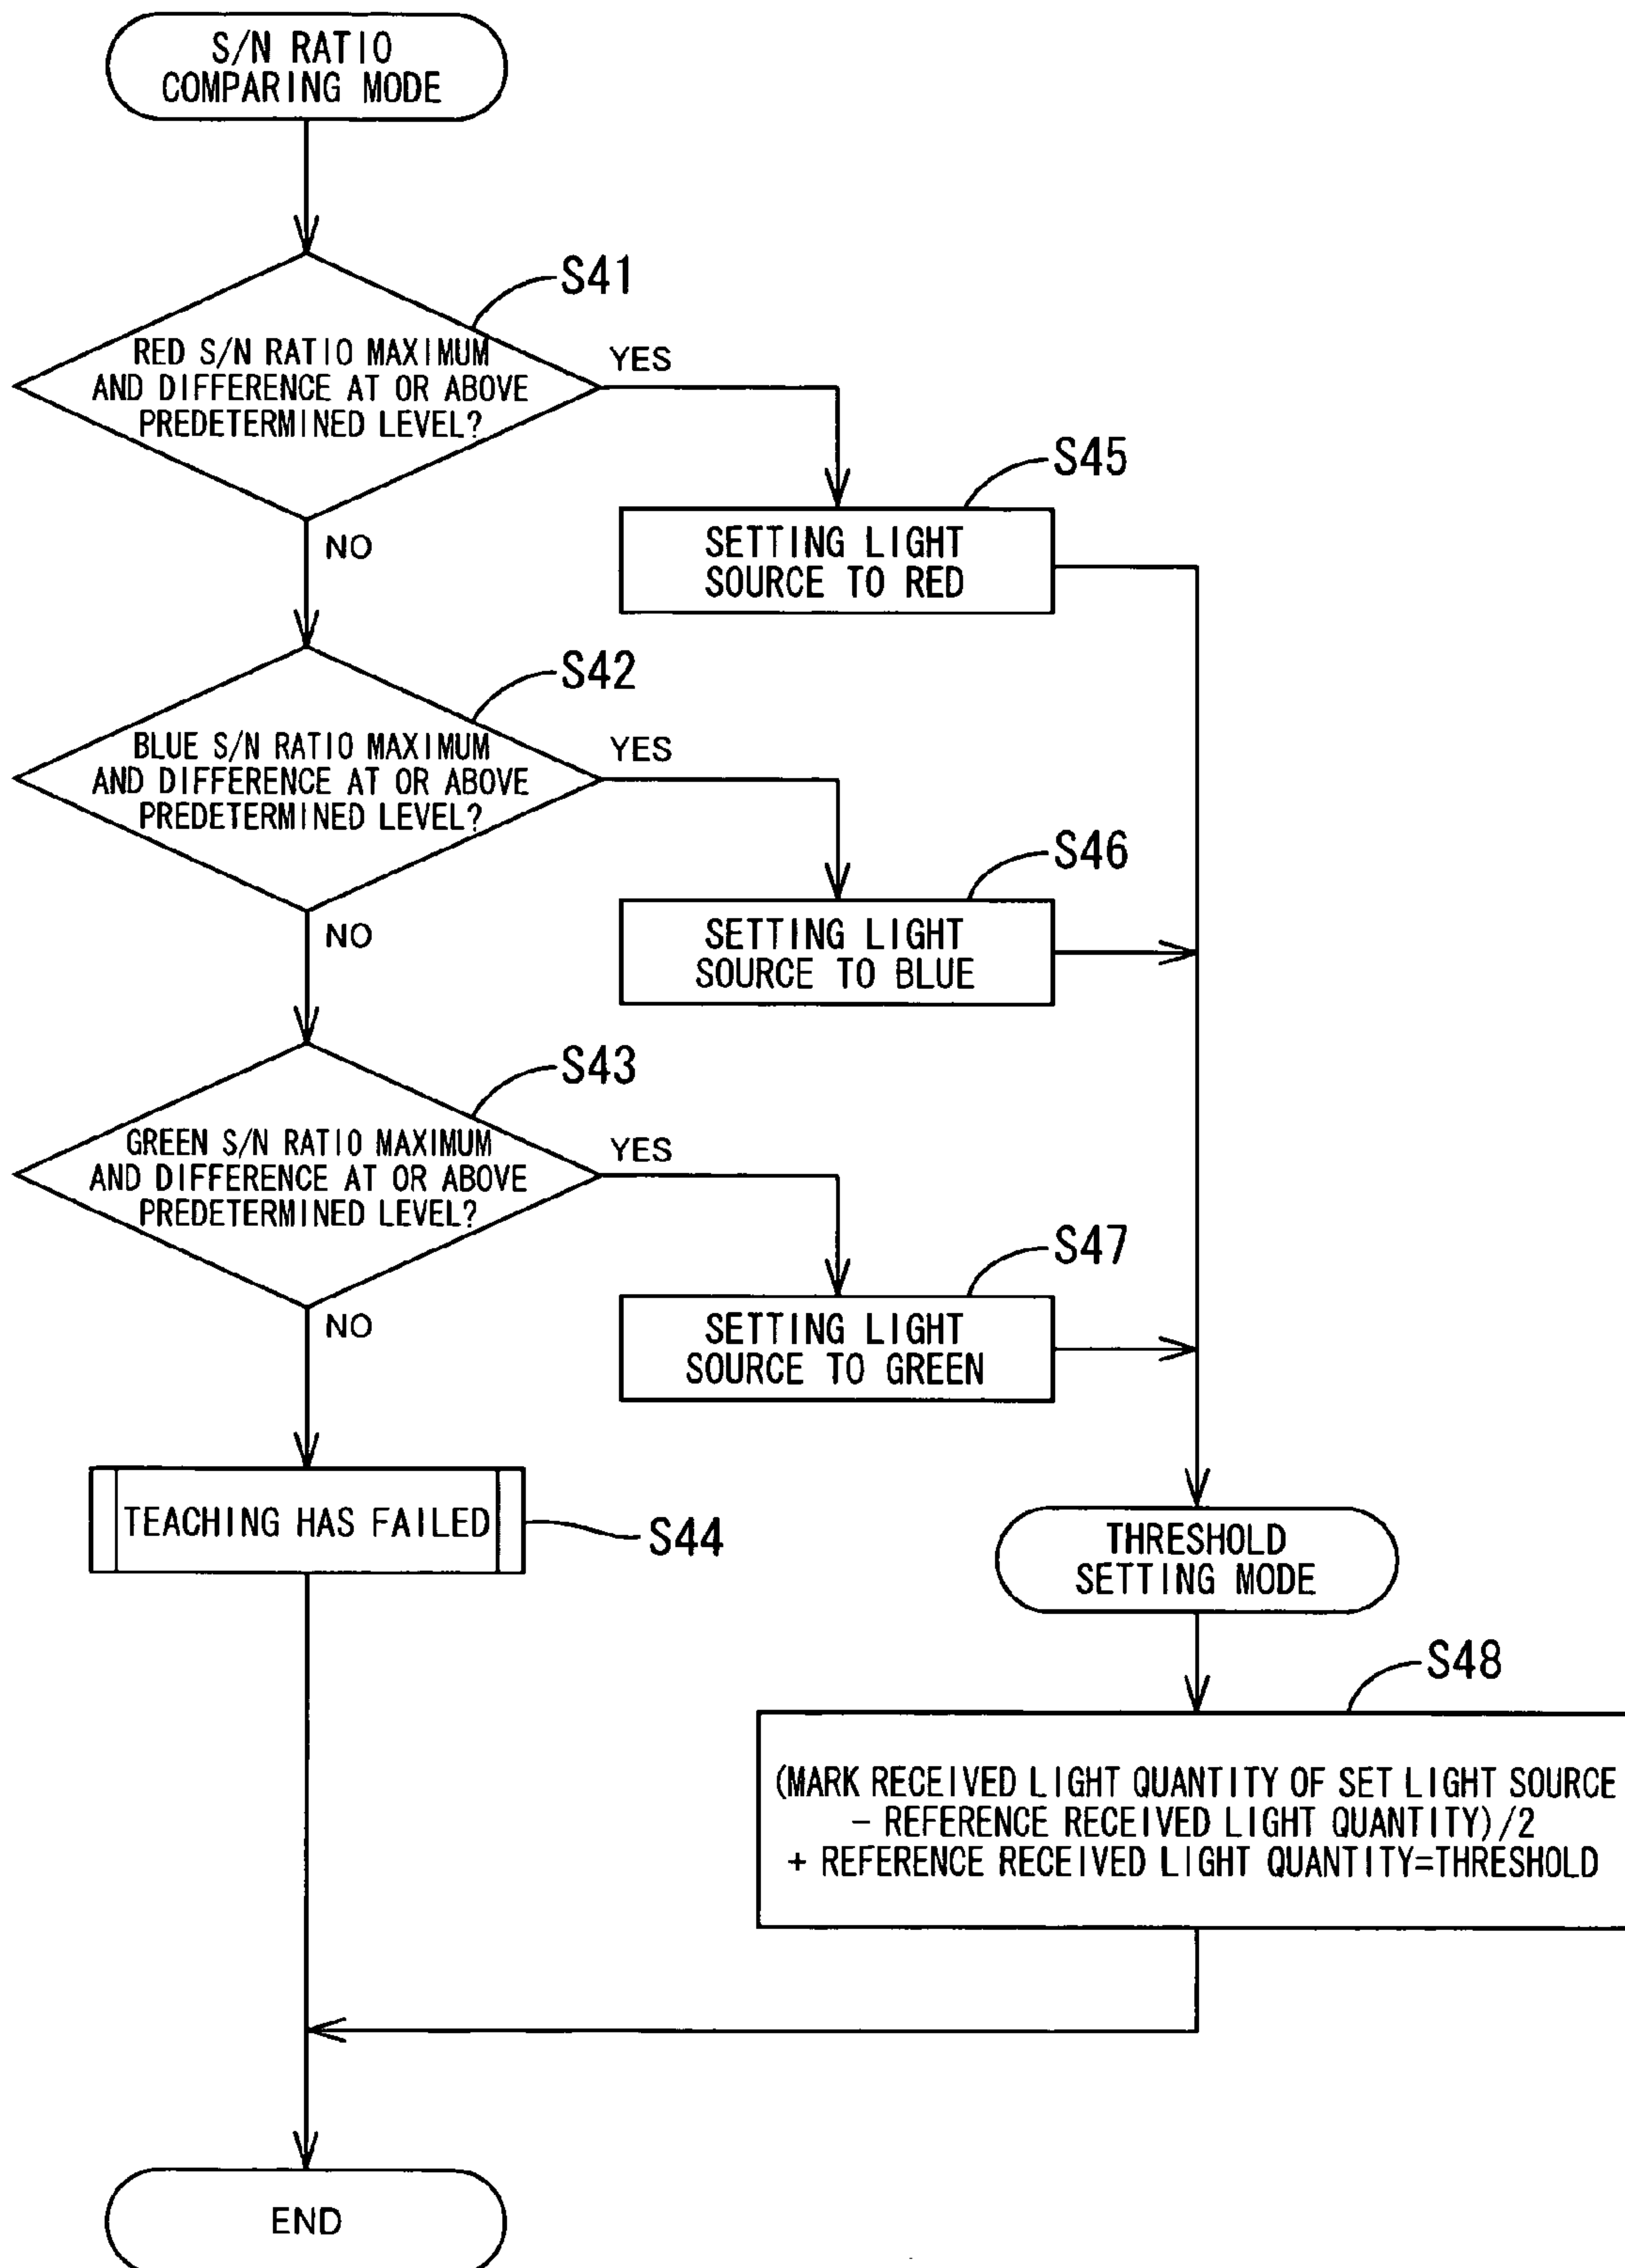 S/N RATIO
COMPARING MODE
S41
RED S/N RATIO MAXIMUM
AND DIFFERENCE AT OR ABOVE
PREDETERMINED LEVEL?
YES
NO
S45
SETTING LIGHT
SOURCE TO RED
S42
BLUE S/N RATIO MAXIMUM
AND DIFFERENCE AT OR ABOVE
PREDETERMINED LEVEL?
YES
NO
S46
SETTING LIGHT
SOURCE TO BLUE
S43
GREEN S/N RATIO MAXIMUM
AND DIFFERENCE AT OR ABOVE
PREDETERMINED LEVEL?
YES
NO
S47
SETTING LIGHT
SOURCE TO GREEN
TEACHING HAS FAILED
S44
THRESHOLD
SETTING MODE
S48
(MARK RECEIVED LIGHT QUANTITY OF SET LIGHT SOURCE
- REFERENCE RECEIVED LIGHT QUANTITY)/2
+ REFERENCE RECEIVED LIGHT QUANTITY=THRESHOLD
END